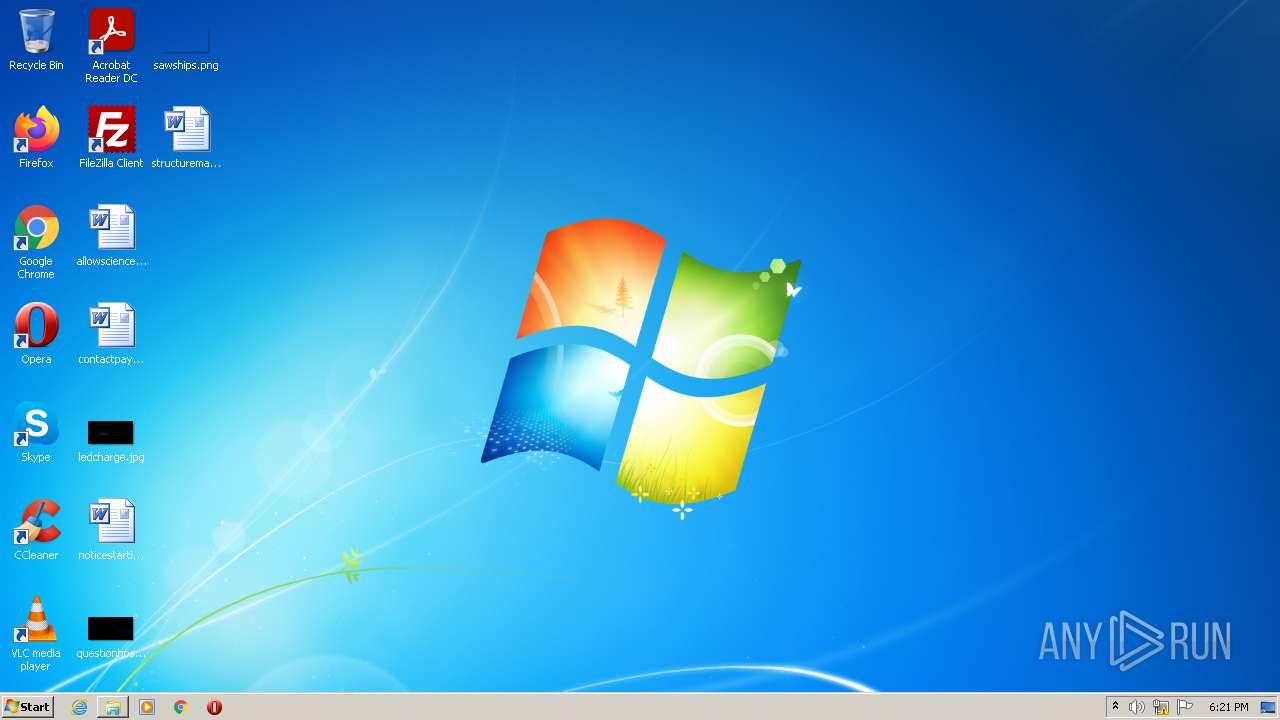 Recycle Bin
Acrobat
Reader DC
sawships.png
Firefox
FileZilla Client
structurema...
Google
Chrome
allowscience...
Opera
contactpay...
Skype
ledcharge.jpg
CCleaner
noticestarti...
VLC media
player
questionhos...
ANY RUN
Start
6:21 PM